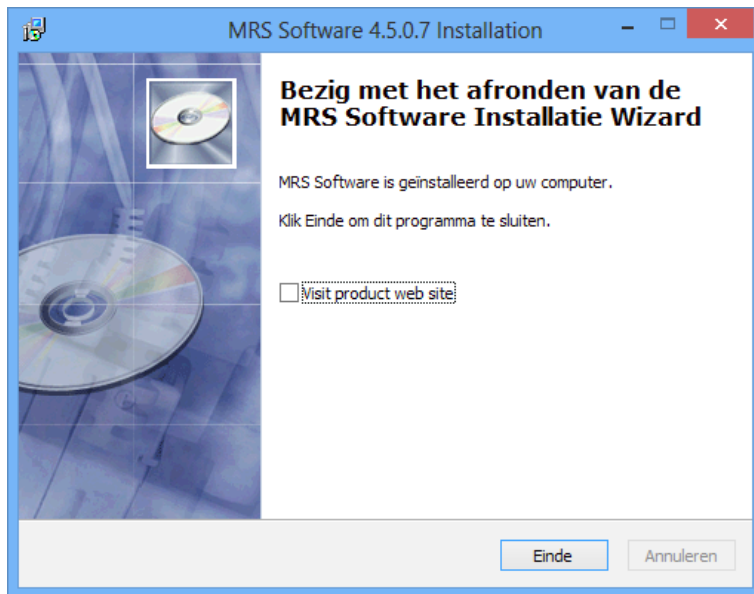 MRS Software 4.5.0.7 Installation
Bezig met het afronden van de
MRS Software Installatie Wizard
MRS Software is geïnstalleerd op uw computer.
Klik Einde om dit programma te sluiten.
Visit product web site
Einde
Annuleren